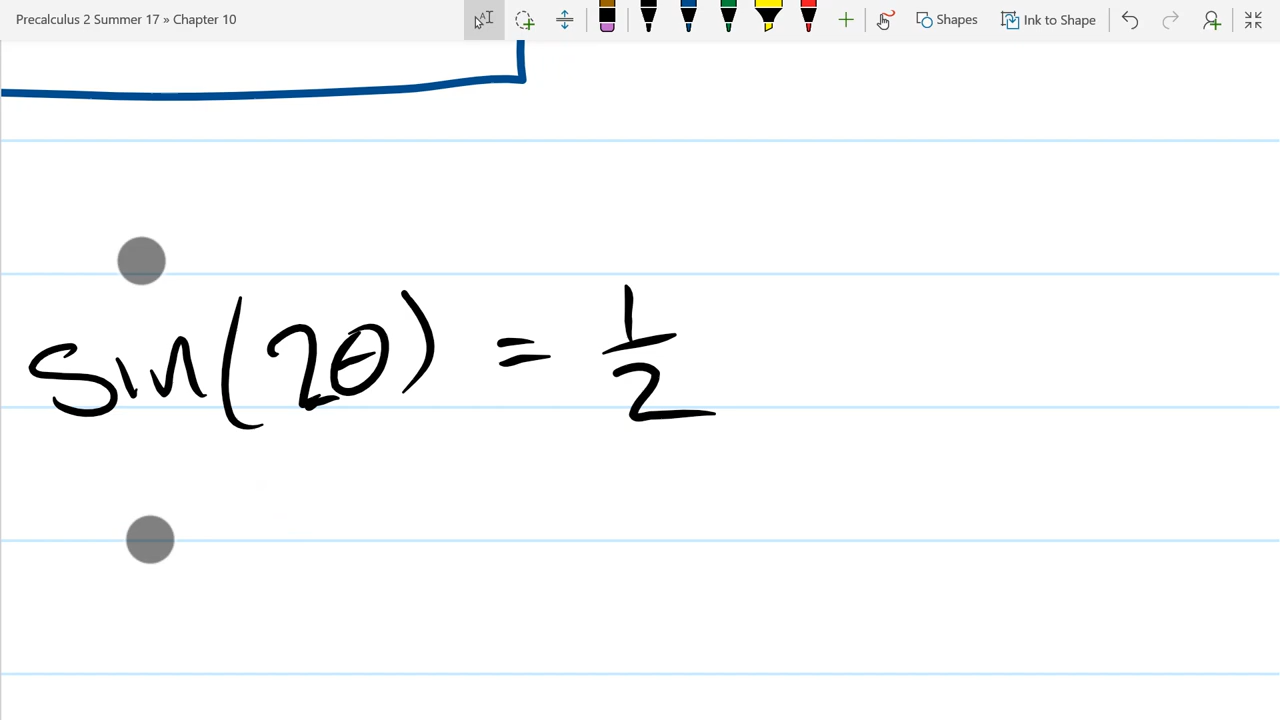 Precalculus 2 Summer 17 » Chapter 10
Shapes
Ink to Shape
sin(2θ) = 1/2